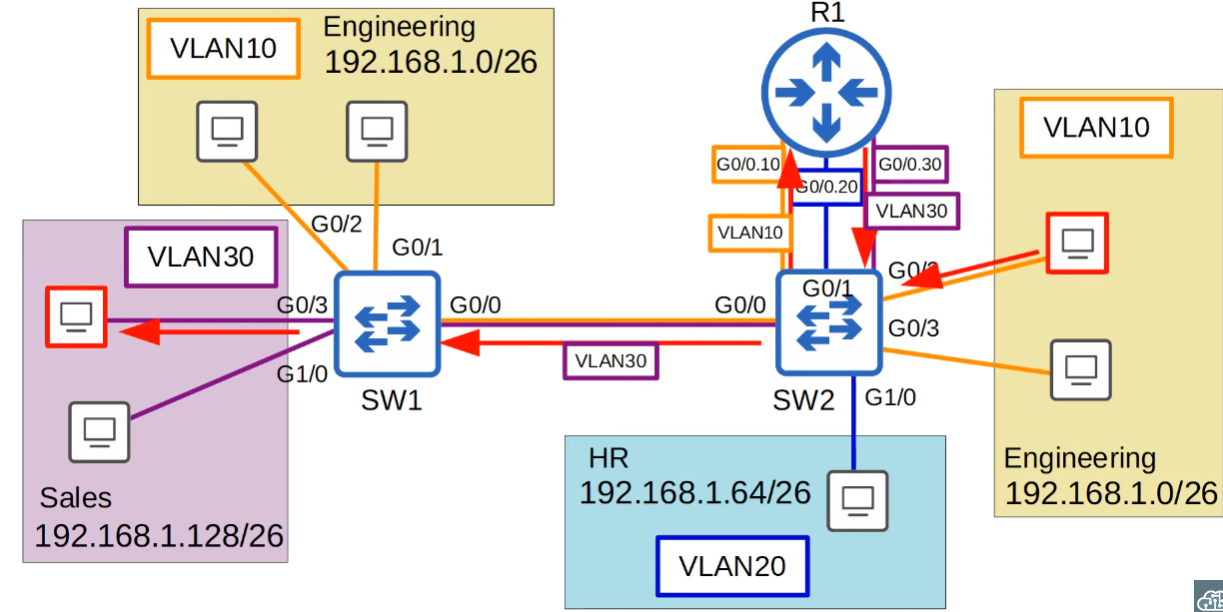 R1
VLAN10
Engineering
192.168.1.0/26
VLAN10
G0/0.10
G0/0.30
G0/0.20
VLAN30
VLAN10
G0/2
G0/1
VLAN30
G0/3
G0/0
G0/0
G0/1
G0/3
VLAN30
G1/0
SW1
SW2
G1/0
Sales
192.168.1.128/26
HR
192.168.1.64/26
VLAN20
Engineering
192.168.1.0/26